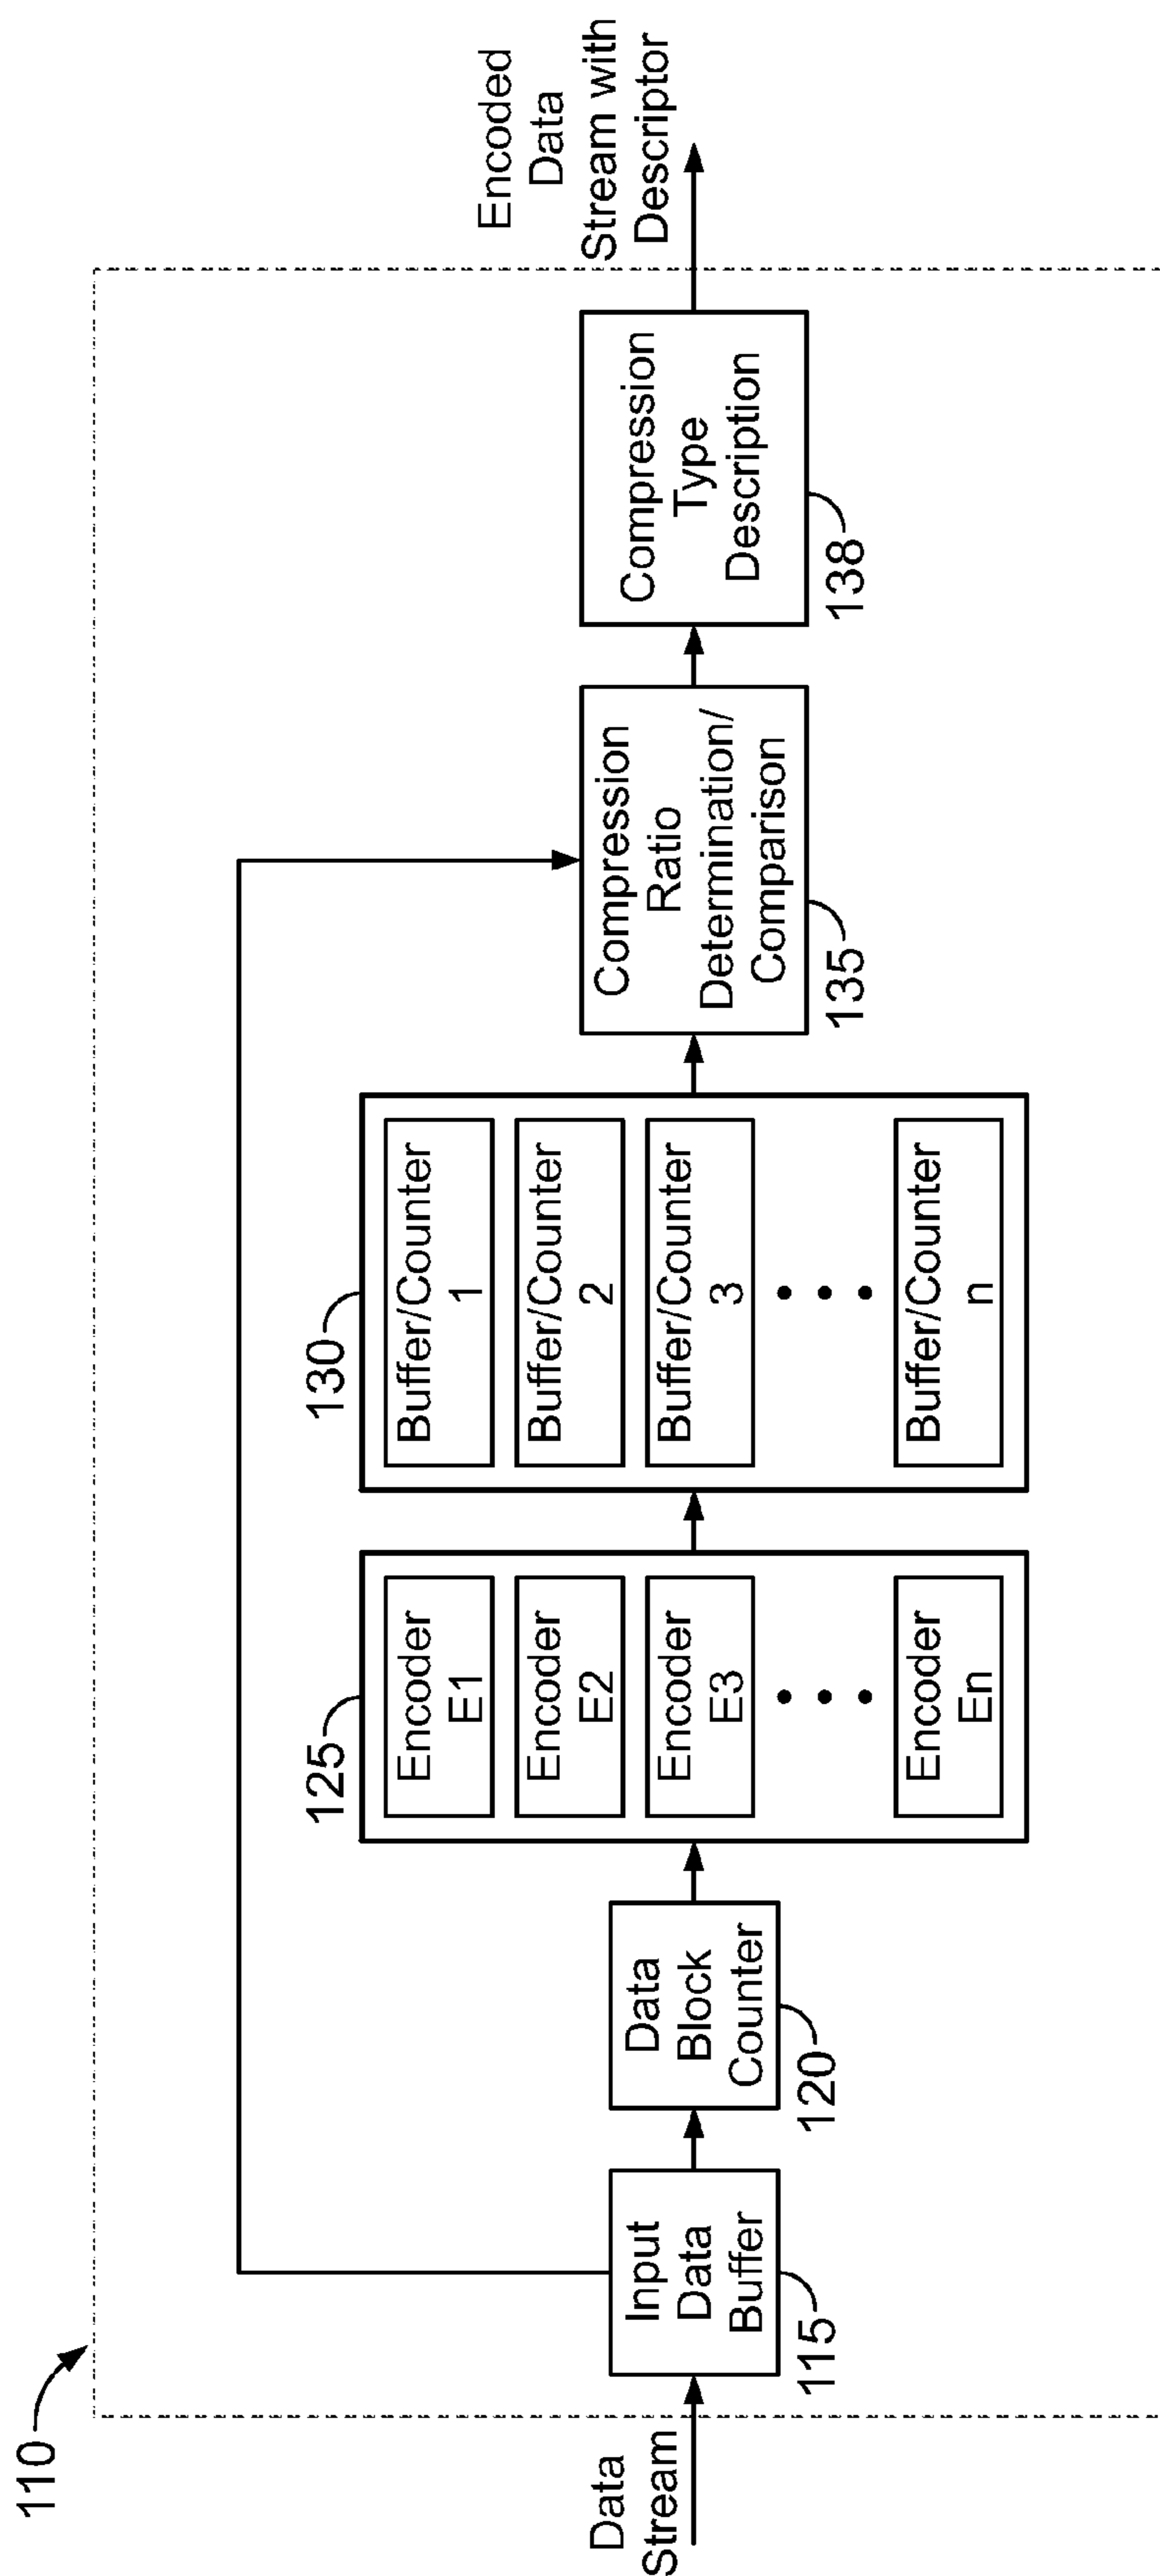 110
Data
Stream
Input
Data
Buffer
115
Data
Block
Counter
120
125
Encoder
E1
Encoder
E2
Encoder
E3
Encoder
En
130
Buffer/Counter
1
Buffer/Counter
2
Buffer/Counter
3
Buffer/Counter
n
Compression
Ratio
Determination/
Comparison
135
Compression
Type
Description
138
Encoded
Data
Stream with
Descriptor